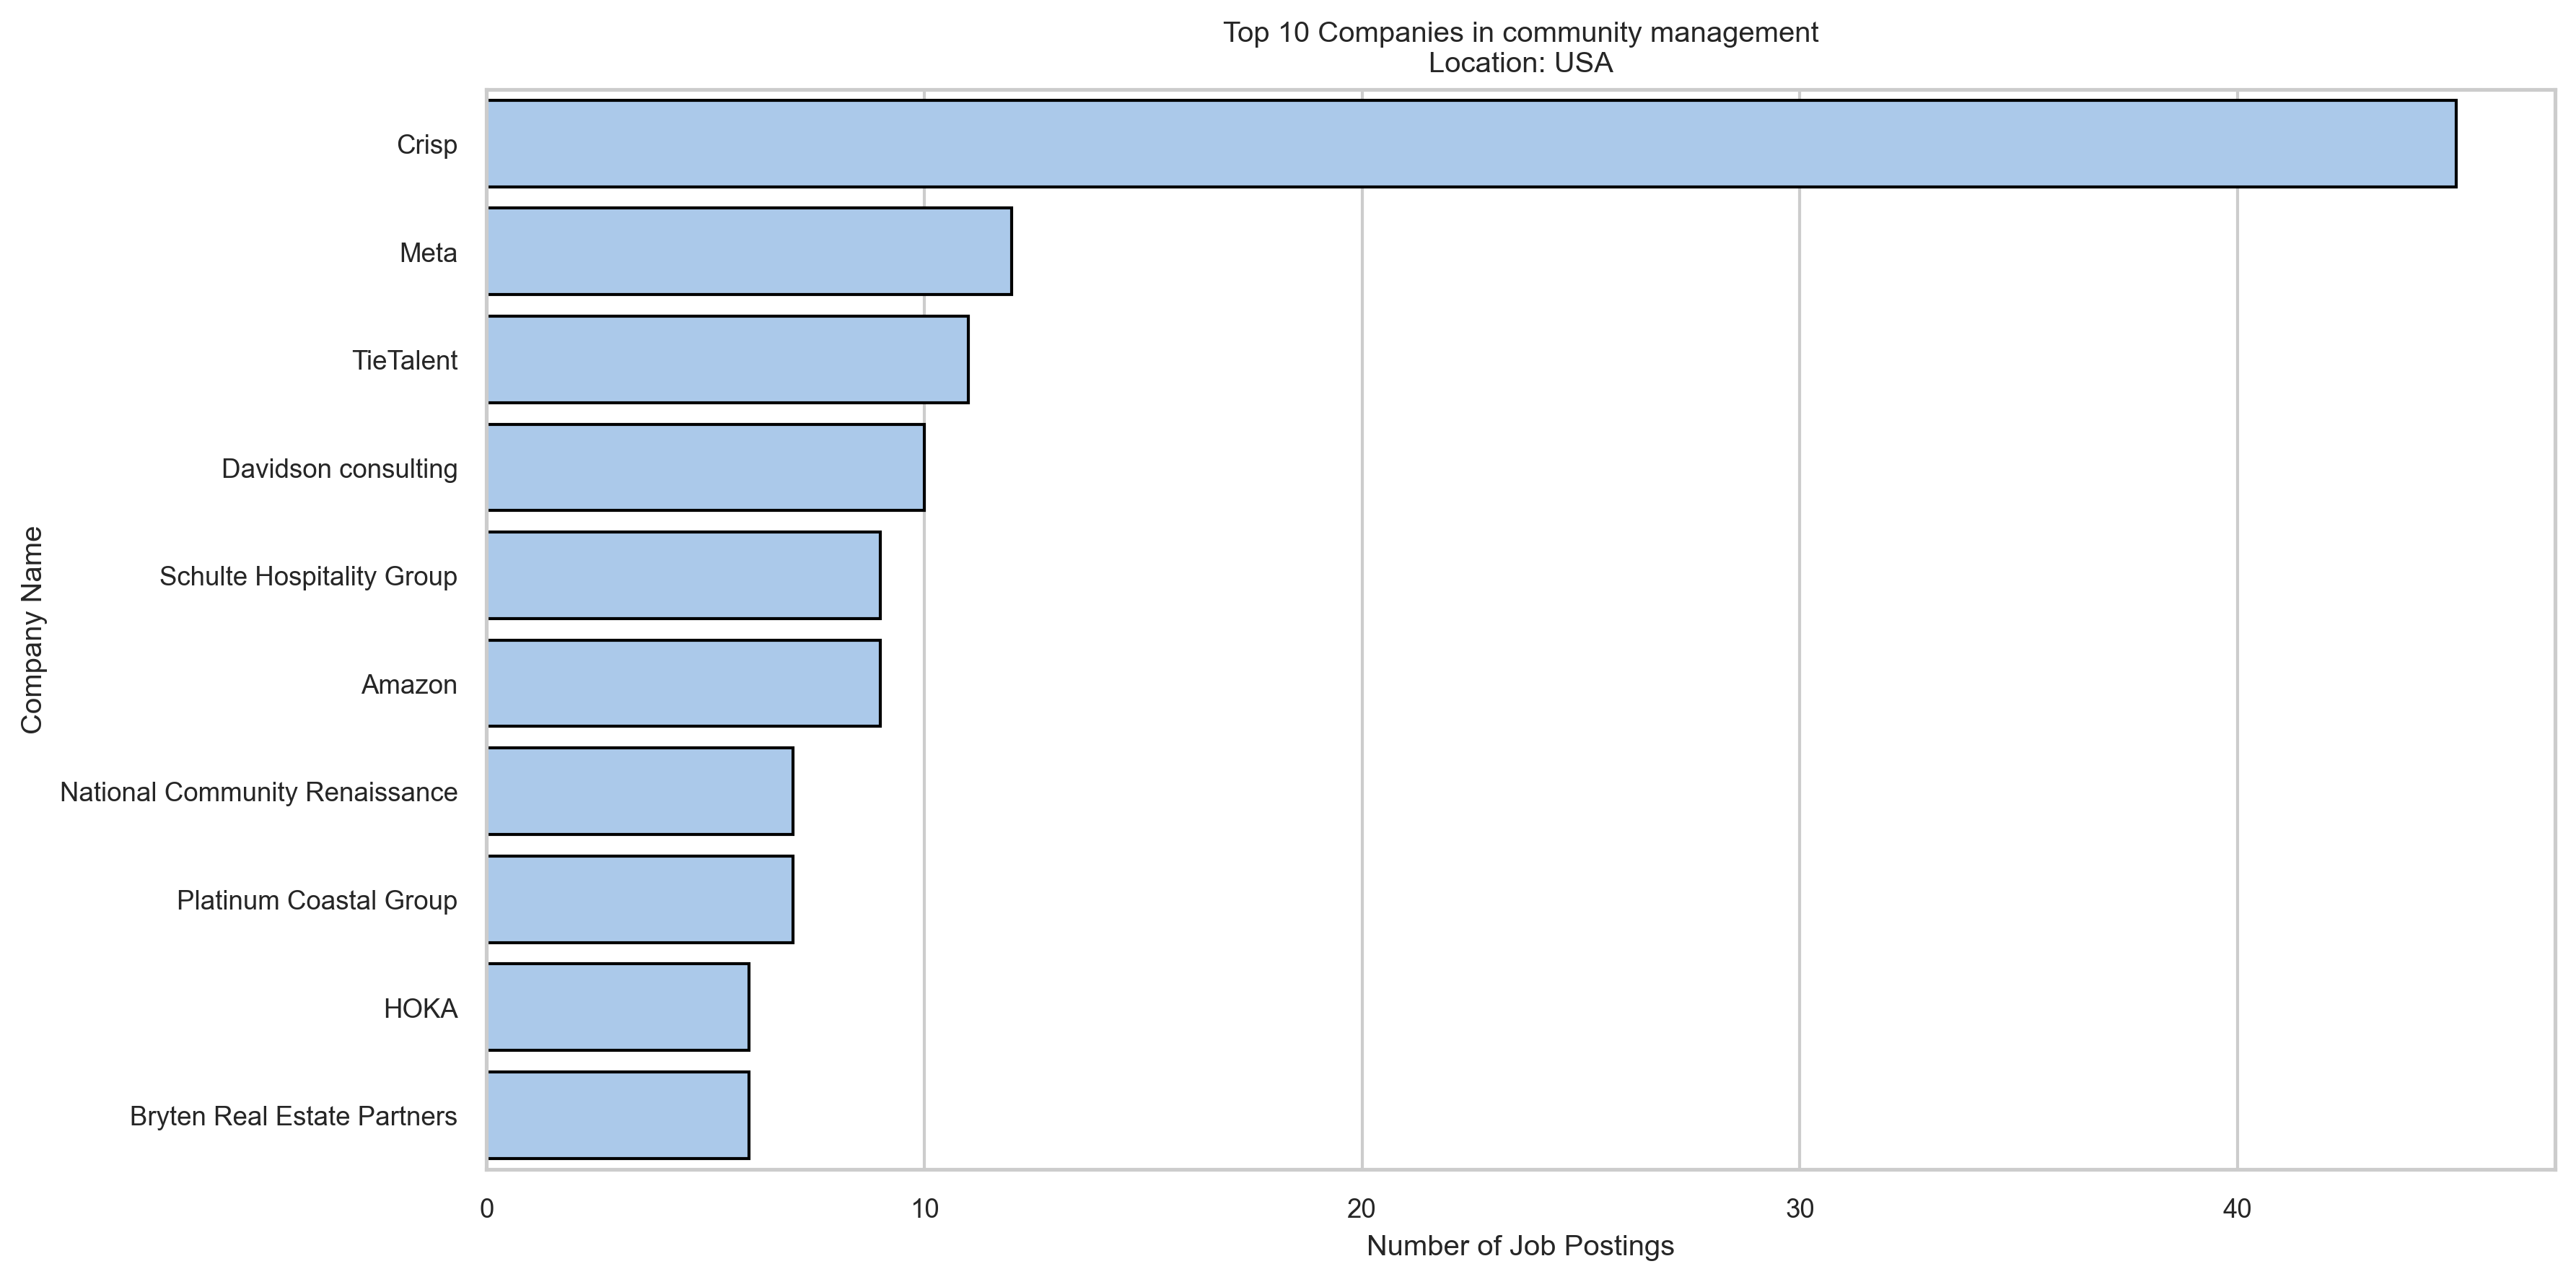 Top 10 Companies in community management
Location: USA
Company Name
Crisp
Meta
TieTalent
Davidson consulting
Schulte Hospitality Group
Amazon
National Community Renaissance
Platinum Coastal Group
HOKA
Bryten Real Estate Partners
0 10 20 30 40
Number of Job Postings